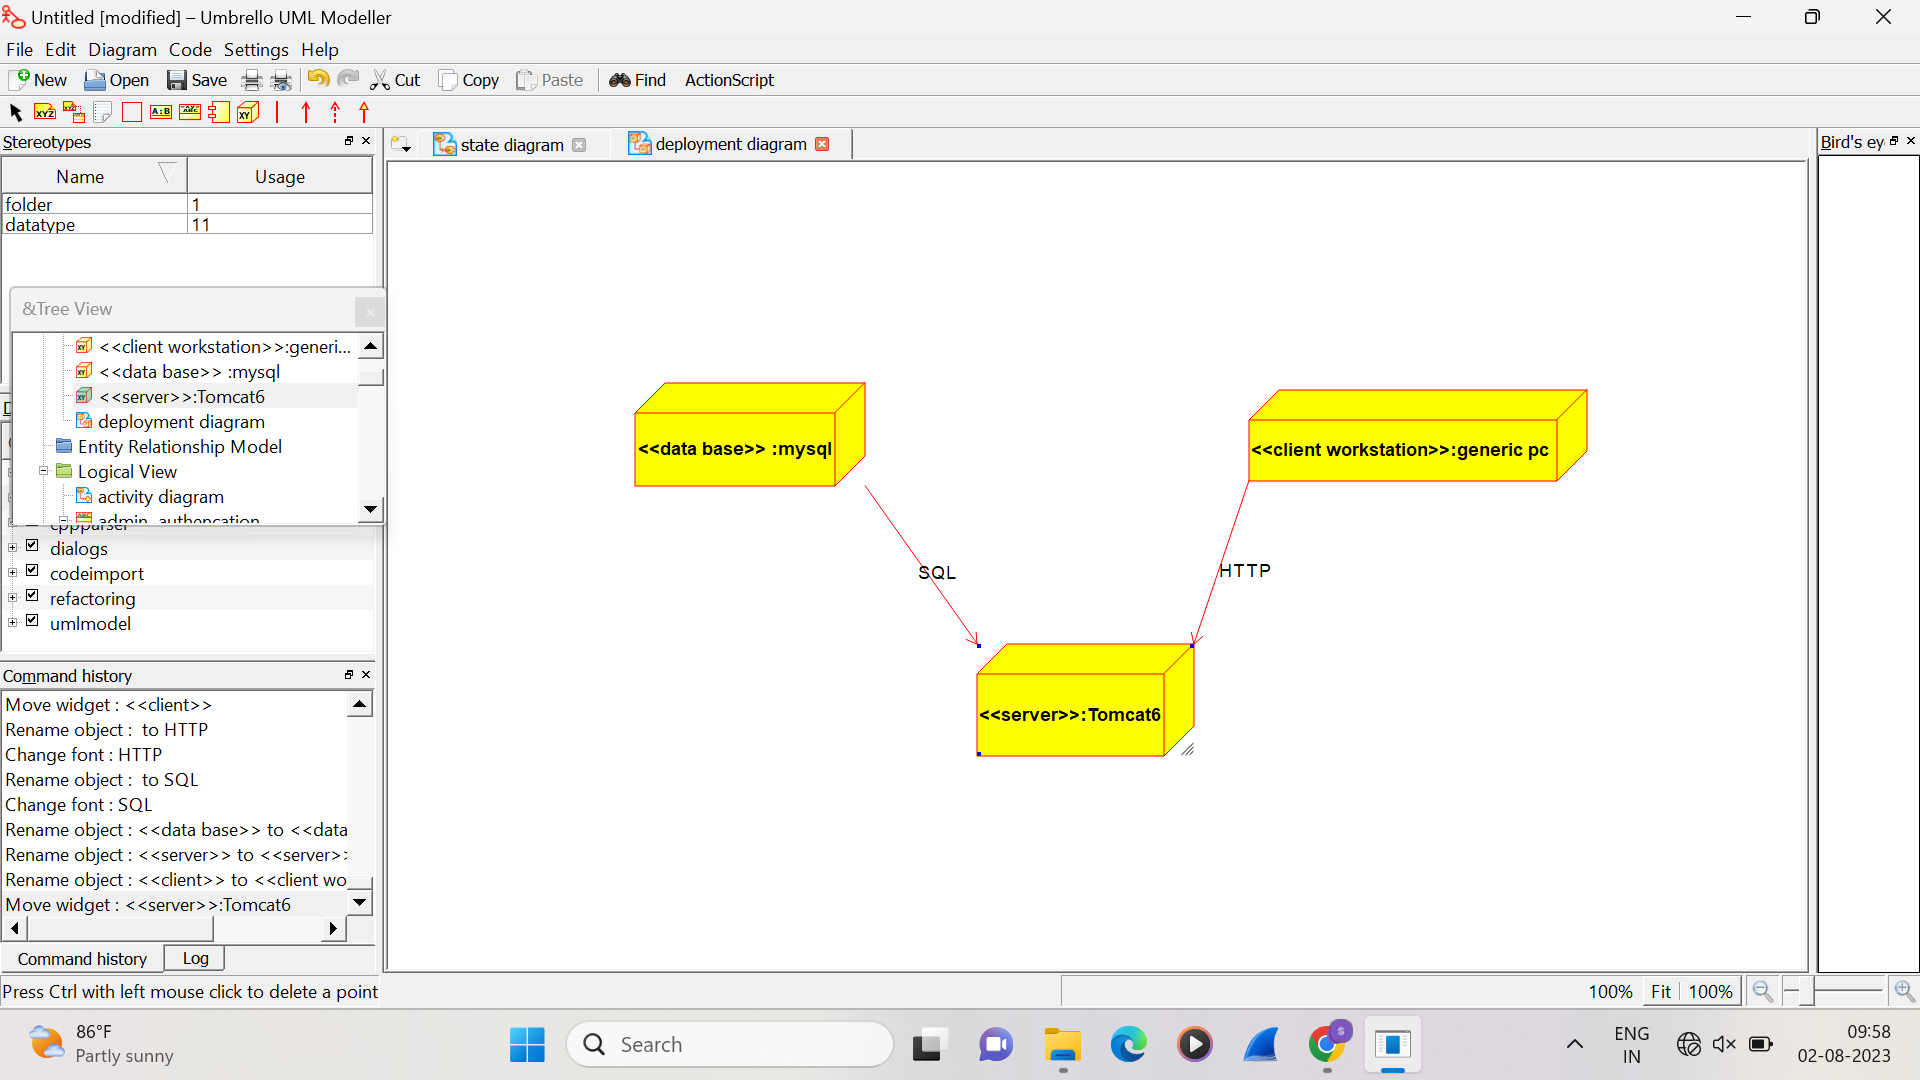 Untitled [modified] – Umbrello UML Modeller
File Edit Diagram Code Settings Help
New Open Save Cut Copy Paste Find ActionScript
Stereotypes
Name Usage
folder 1
datatype 11
&Tree View
<<client workstation>>:generi...
<<data base>> :mysql
<<server>>:Tomcat6
deployment diagram
Entity Relationship Model
Logical View
activity diagram
admin_authencation
cppparser
dialogs
codeimport
refactoring
umlmodel
Command history
Move widget : <<client>>
Rename object :  to HTTP
Change font : HTTP
Rename object :  to SQL
Change font : SQL
Rename object : <<data base>> to <<data
Rename object : <<server>> to <<server>>
Rename object : <<client>> to <<client wo
Move widget : <<server>>:Tomcat6
Command history Log
Press Ctrl with left mouse click to delete a point
state diagram deployment diagram
<<data base>> :mysql
<<client workstation>>:generic pc
SQL
HTTP
<<server>>:Tomcat6
Bird's ey
100% Fit 100%
86°F
Partly sunny
Search
ENG
IN
09:58
02-08-2023